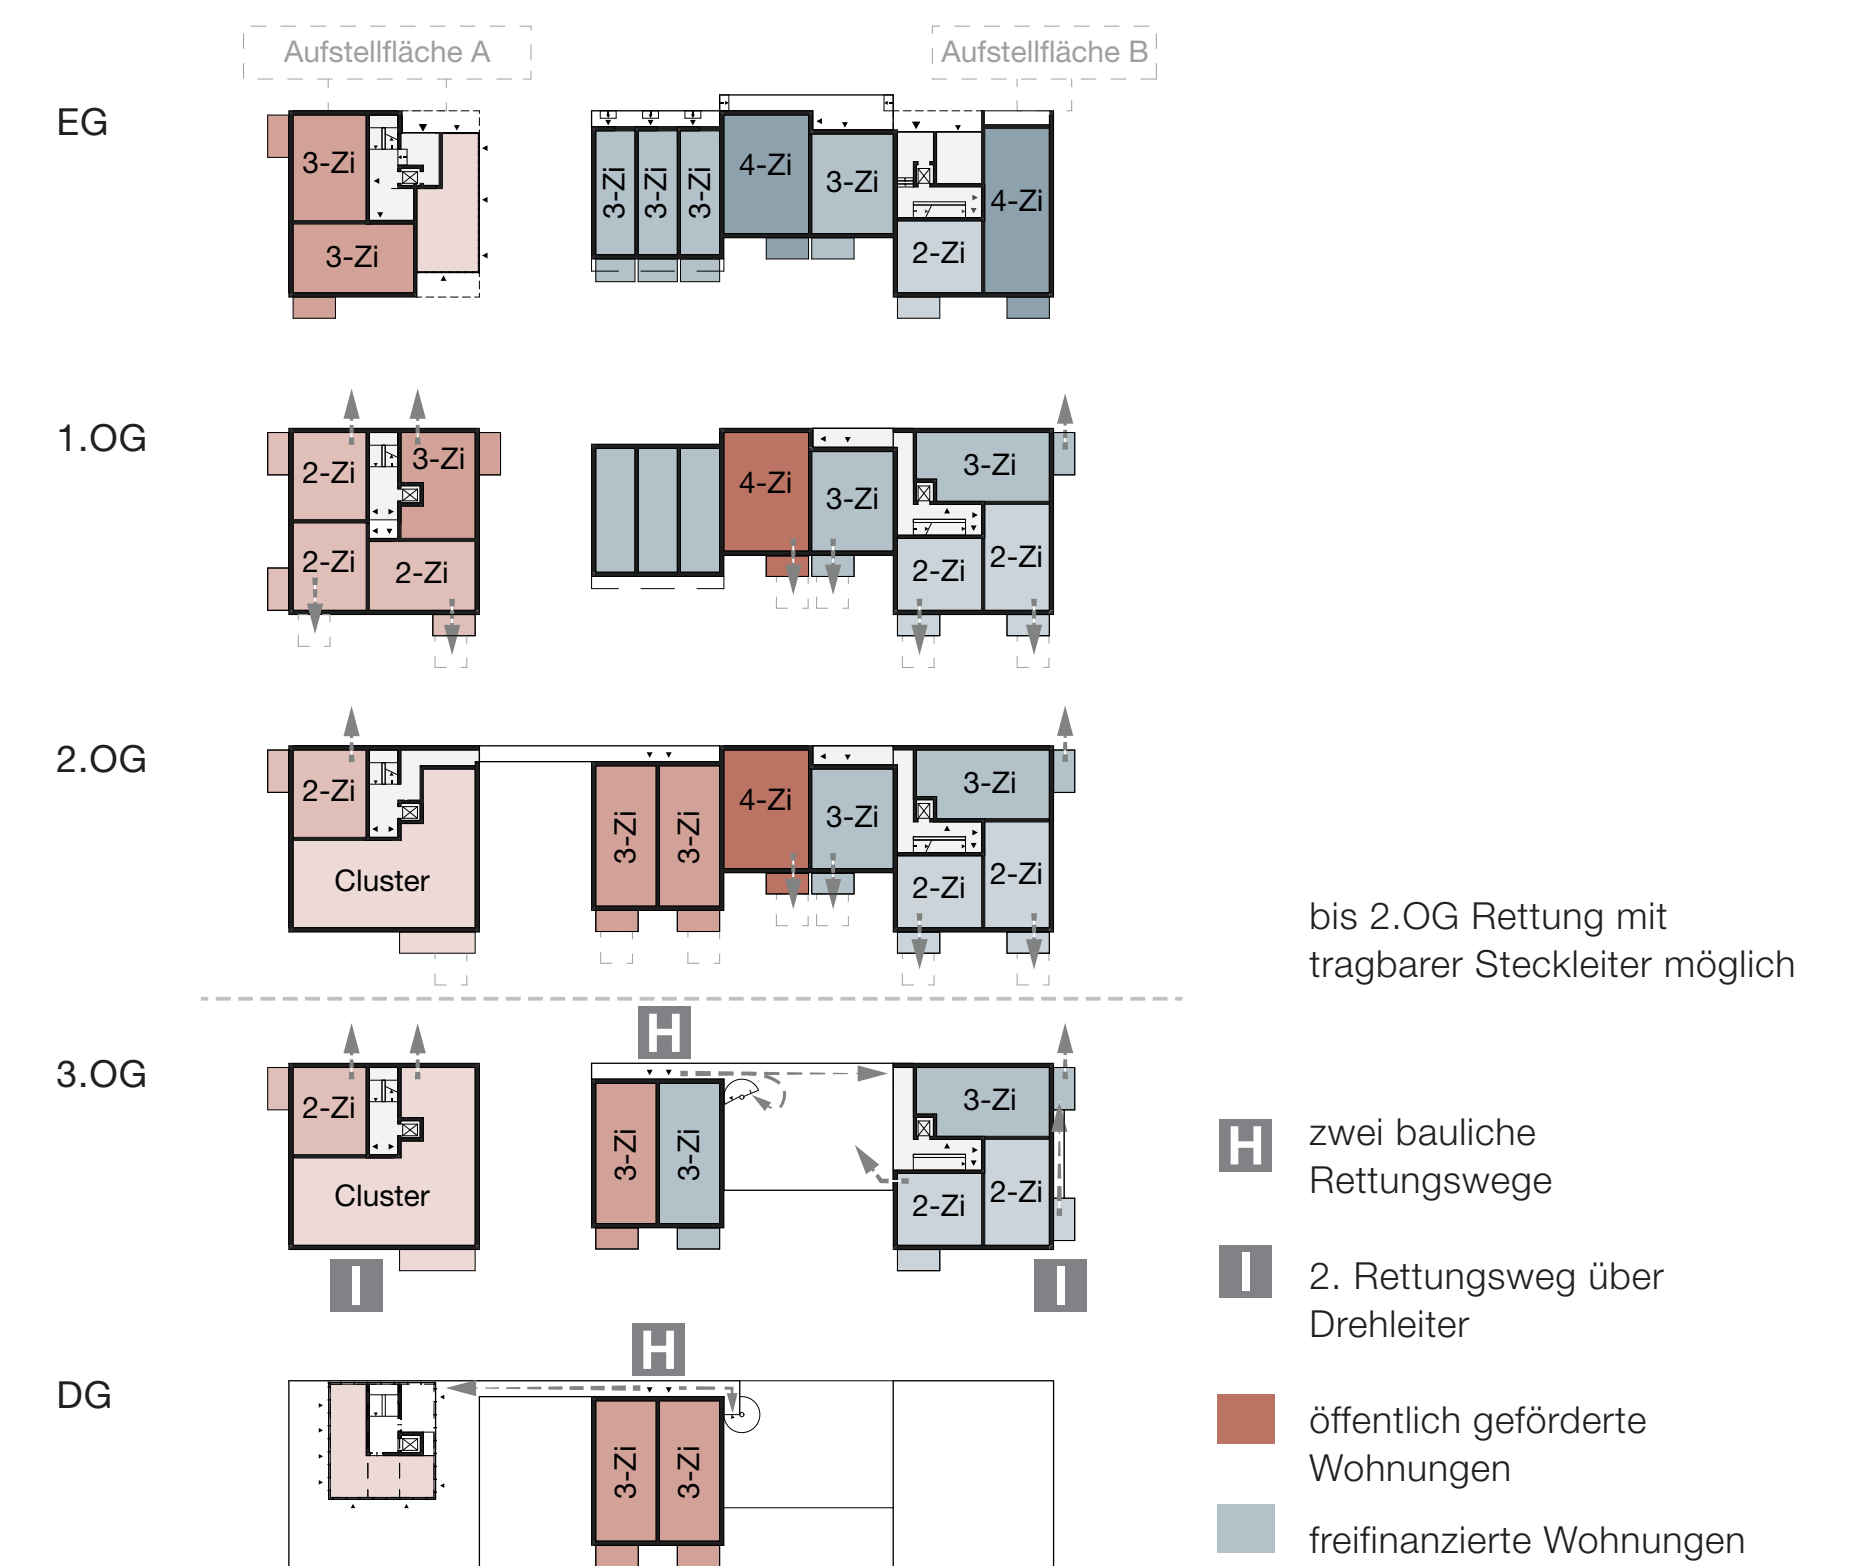 Aufstellfläche A
Aufstellfläche B
EG
3-Zi
3-Zi
3-Zi
3-Zi
3-Zi
4-Zi
3-Zi
2-Zi
4-Zi
1.OG
2-Zi
3-Zi
2-Zi
2-Zi
4-Zi
3-Zi
3-Zi
2-Zi
2-Zi
2.OG
2-Zi
Cluster
3-Zi
3-Zi
4-Zi
3-Zi
3-Zi
2-Zi
2-Zi
bis 2.OG Rettung mit
tragbarer Steckleiter möglich
H
3.OG
2-Zi
Cluster
3-Zi
3-Zi
3-Zi
2-Zi
2-Zi
I
I
H
zwei bauliche
Rettungswege
I
2. Rettungsweg über
Drehleiter
H
DG
3-Zi
3-Zi
öffentlich geförderte
Wohnungen
freifinanzierte Wohnungen